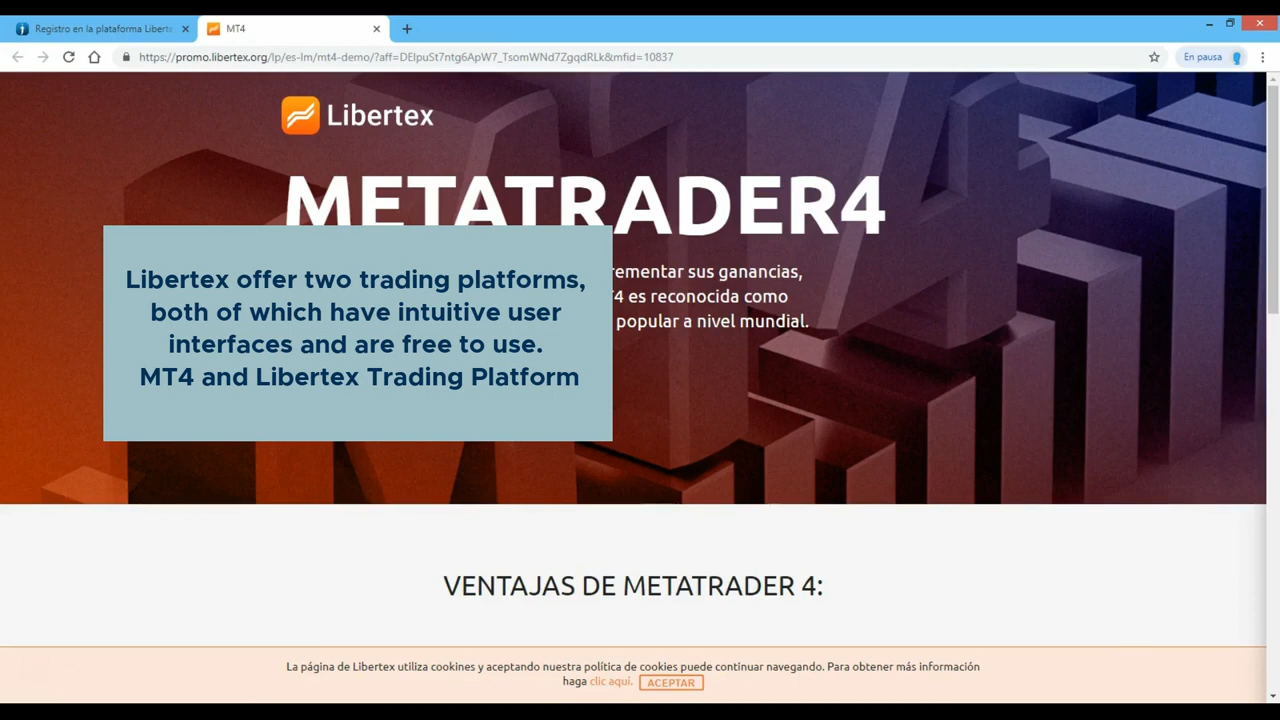 Registro en la plataforma Liberte
MT4
https://promo.libertex.org/lp/es-lm/mt4-demo/?aff=DEIpuSt7ntg6ApW7_TsomWNd7ZgqdRLk&mfid=10837
En pausa
Libertex
METATRADER4
Libertex offer two trading platforms,
both of which have intuitive user
interfaces and are free to use.
MT4 and Libertex Trading Platform
rementar sus ganancias,
4 es reconocida como
popular a nivel mundial.
VENTAJAS DE METATRADER 4:
La página de Libertex utiliza cookines y aceptando nuestra política de cookies puede continuar navegando. Para obtener más información
haga clic aquí. ACEPTAR